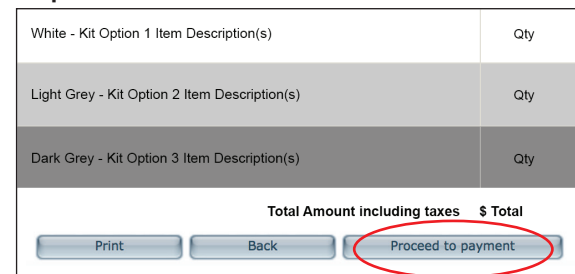 White - Kit Option 1 Item Description(s) Qty
Light Grey - Kit Option 2 Item Description(s) Qty
Dark Grey - Kit Option 3 Item Description(s) Qty
Total Amount including taxes $ Total
Print Back Proceed to payment